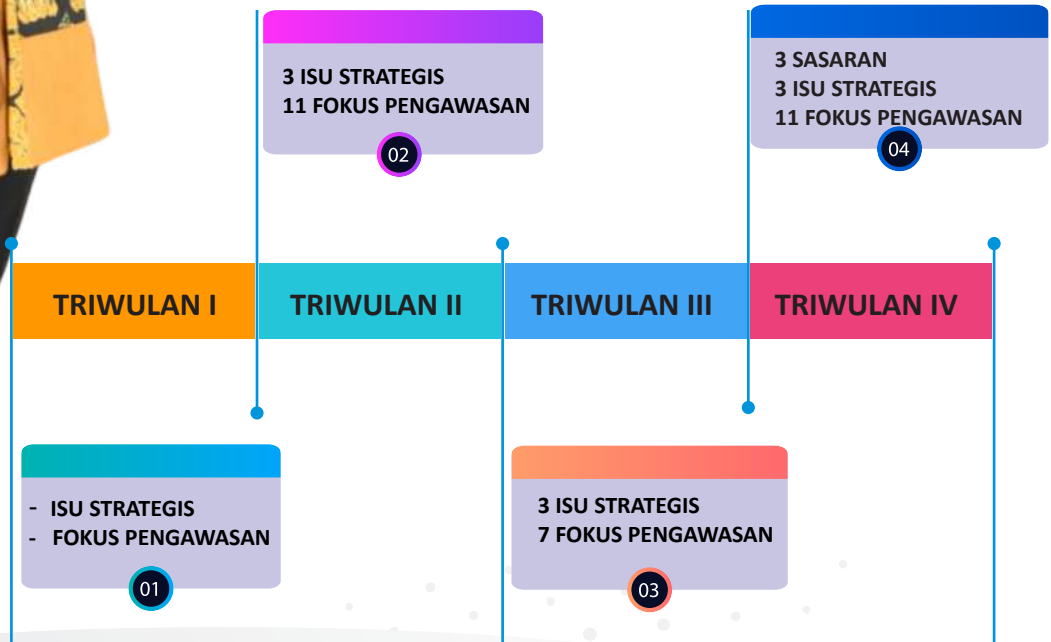 3 ISU STRATEGIS
11 FOKUS PENGAWASAN
02
3 SASARAN
3 ISU STRATEGIS
11 FOKUS PENGAWASAN
04
TRIWULAN I
TRIWULAN II
TRIWULAN III
TRIWULAN IV
- ISU STRATEGIS
- FOKUS PENGAWASAN
01
3 ISU STRATEGIS
7 FOKUS PENGAWASAN
03